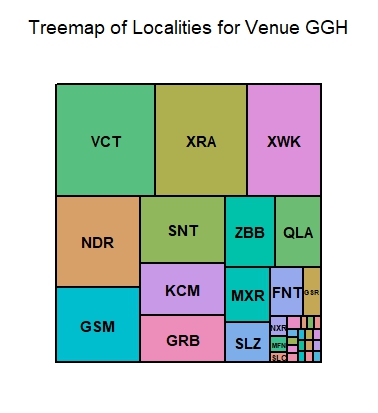 Treemap of Localities for Venue GGH
VCT
XRA
XWK
NDR
SNT
ZBB
QLA
KCM
MXR
FNT
GSR
GSM
GRB
SLZ
NXR
MFN
SLC